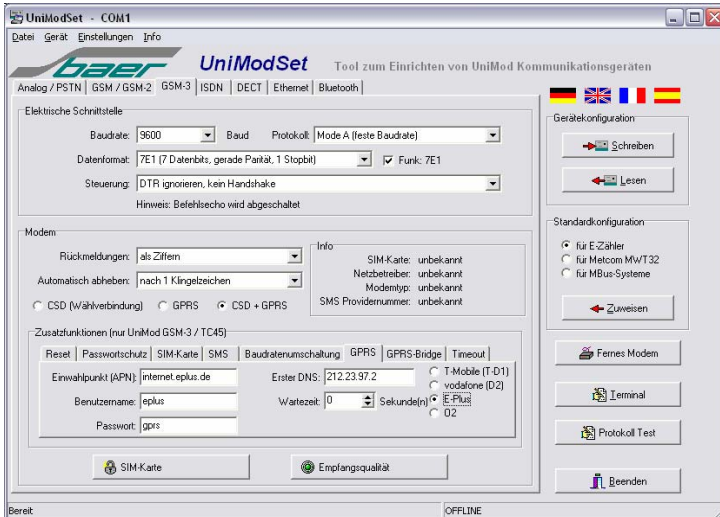 UniModSet - COM1
Datei Gerät Einstellungen Info
baer UniModSet Tool zum Einrichten von UniMod Kommunikationsgeräten
Analog / PSTN GSM / GSM-2 GSM-3 ISDN DECT Ethernet Bluetooth
Elektrische Schnittstelle
Baudrate: 9600 Baud Protokoll: Mode A (feste Baudrate)
Datenformat: 7E1 (7 Datenbits, gerade Parität, 1 Stopbit) Funk: 7E1
Steuerung: DTR ignorieren, kein Handshake
Hinweis: Befehlsecho wird abgeschaltet
Modem
Rückmeldungen: als Ziffern
Automatisch abheben: nach 1 Klingelzeichen
CSD (Wählverbindung) GPRS CSD + GPRS
Info
SIM-Karte: unbekannt
Netzbetreiber: unbekannt
Modemtyp: unbekannt
SMS Providernummer: unbekannt
Zusatzfunktionen (nur UniMod GSM-3 / TC45)
Reset Passwortschutz SIM-Karte SMS Baudratenumschaltung GPRS GPRS-Bridge Timeout
Einwahlpunkt (APN): internet.eplus.de Erster DNS: 212.23.97.2
Benutzername: eplus Wartezeit: 0 Sekunde(n)
Passwort: gprs
T-Mobile (T-D1)
vodafone (D2)
E-Plus
O2
SIM-Karte Empfangsqualität
Gerätekonfiguration
Schreiben
Lesen
Standardkonfiguration
für E-Zähler
für Metcom MWT32
für MBus-Systeme
Zuweisen
Fernes Modem
Terminal
Protokoll Test
Beenden
Bereit OFFLINE